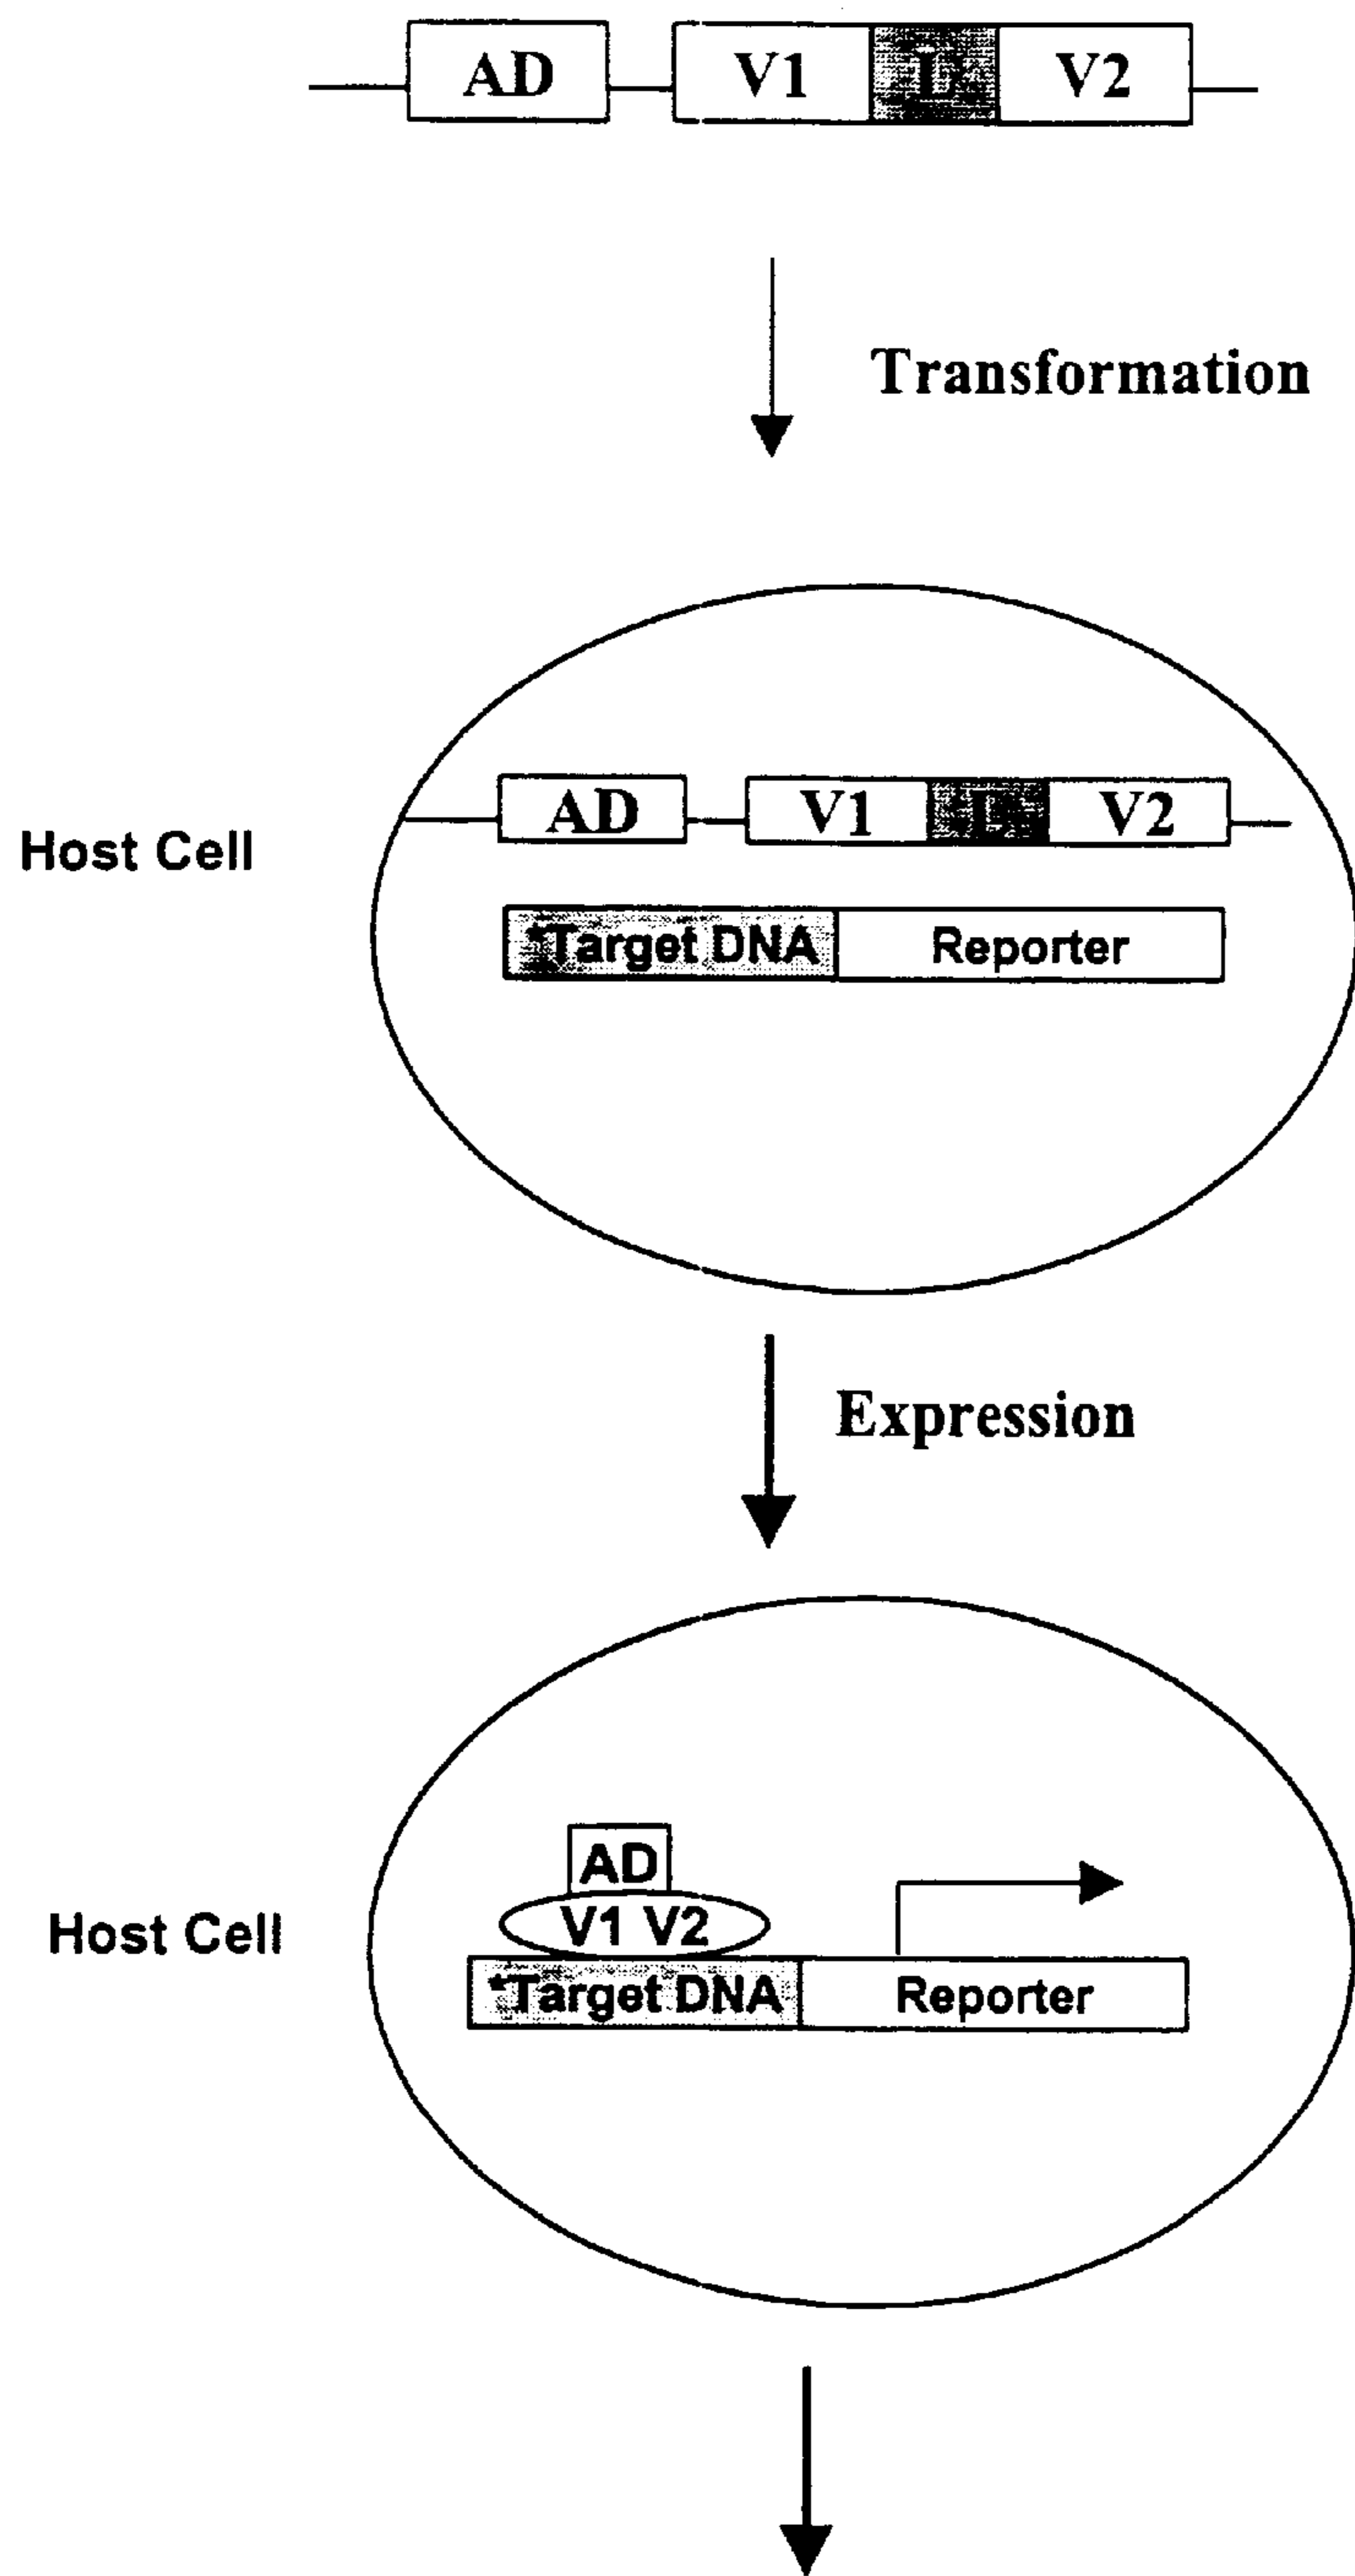 AD V1 L V2
Transformation
Host Cell
AD V1 L V2
*Target DNA Reporter
Expression
Host Cell
AD
V1 V2
*Target DNA Reporter